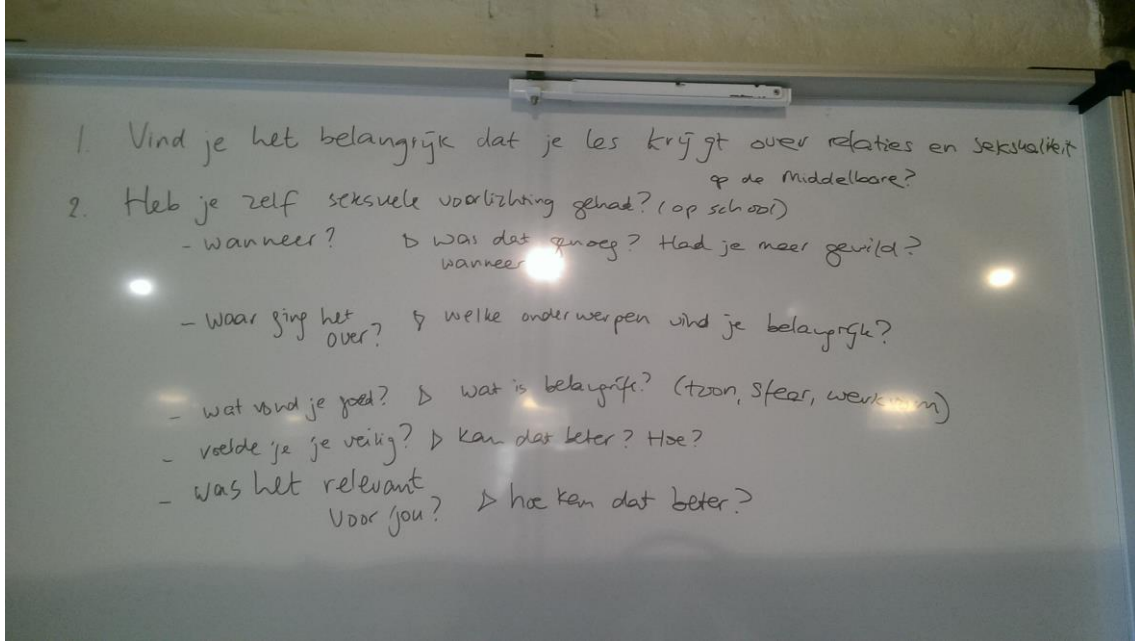 1. Vind je het belangrijk dat je les krijgt over relaties en seksualiteit
op de middelbare?
2. Heb je zelf seksuele voorlichting gehad? (op school)
- wanneer? ▷ was dat genoeg? Had je meer gewild?
wanneer
- waar ging het ▷ welke onderwerpen vind je belangrijk?
over?
- wat vond je goed? ▷ wat is belangrijk? (toon, sfeer, werkvorm)
- voelde je je veilig? ▷ kan dat beter? Hoe?
- was het relevant
voor jou? ▷ hoe kan dat beter?